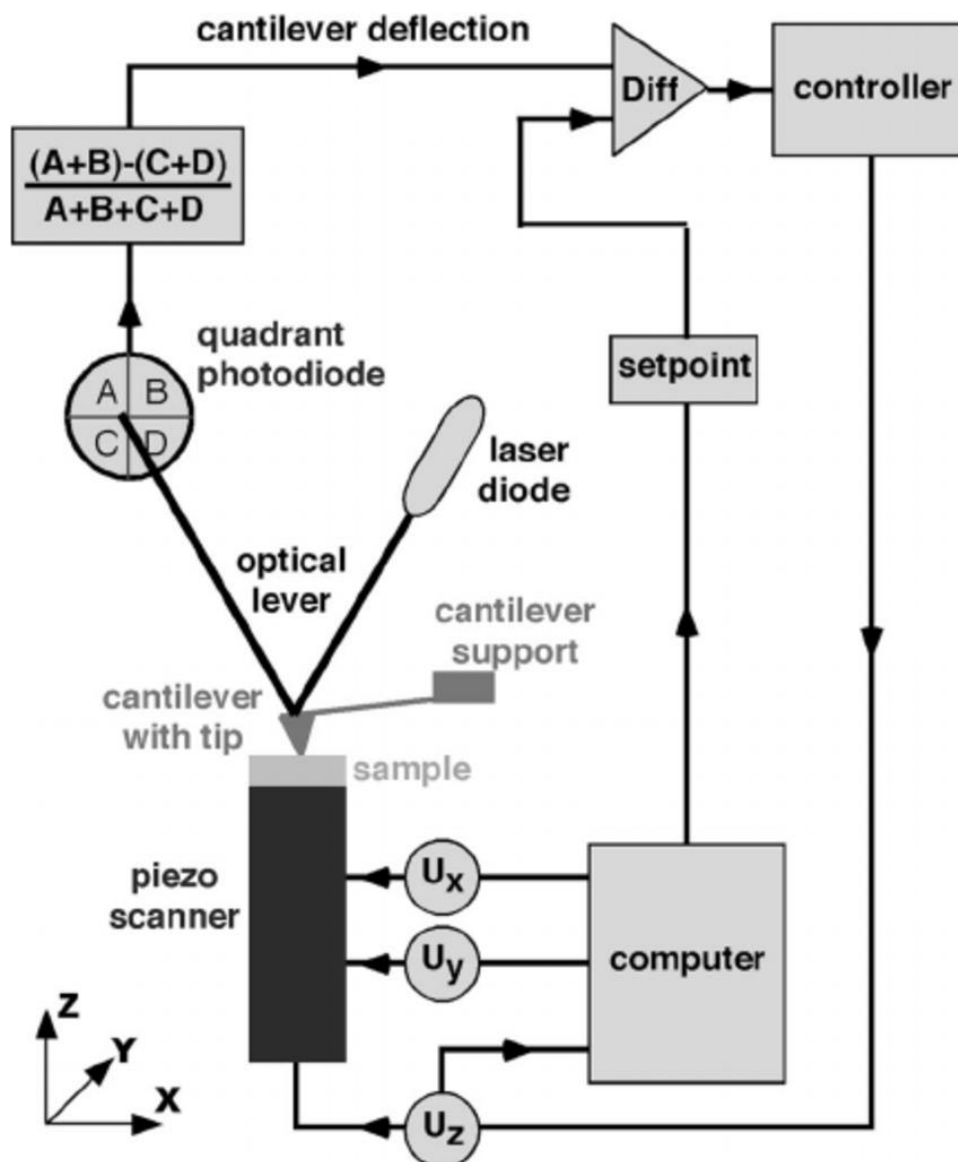 cantilever deflection
Diff
controller
(A+B)-(C+D)
A+B+C+D
quadrant
photodiode
A B
C D
setpoint
laser
diode
optical
lever
cantilever
support
cantilever
with tip
sample
piezo
scanner
Ux
Uy
computer
Z
Y
X
Uz